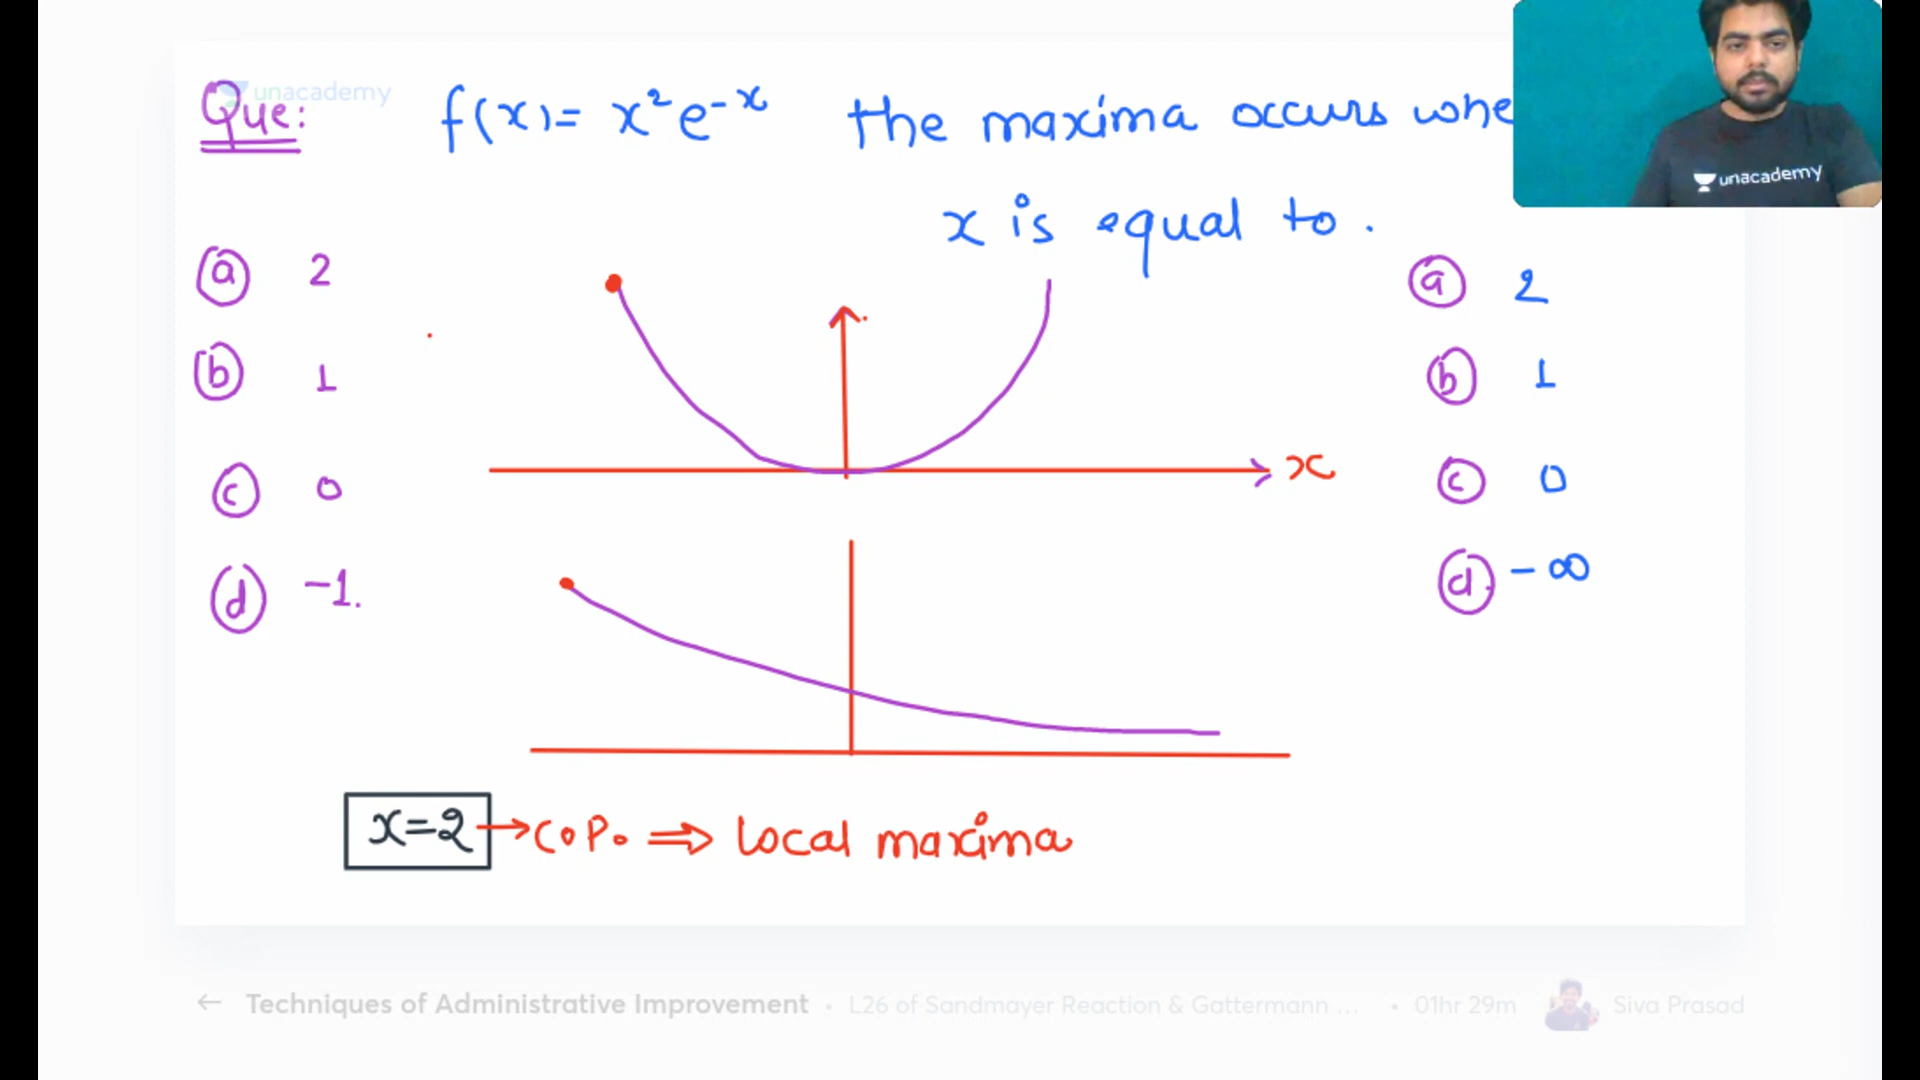 unacademy
Que: f(x)= x²e^-x the maxima occurs whe
x is equal to.
(a) 2
(b) 1
(c) 0
(d) -1.
(a) 2
(b) 1
(c) 0
(d) -∞
x
x=2 → C.P. ⇒ local maxima
unacademy
← Techniques of Administrative Improvement • L26 of Sandmayer Reaction & Gattermann ... • 01hr 29m Siva Prasad